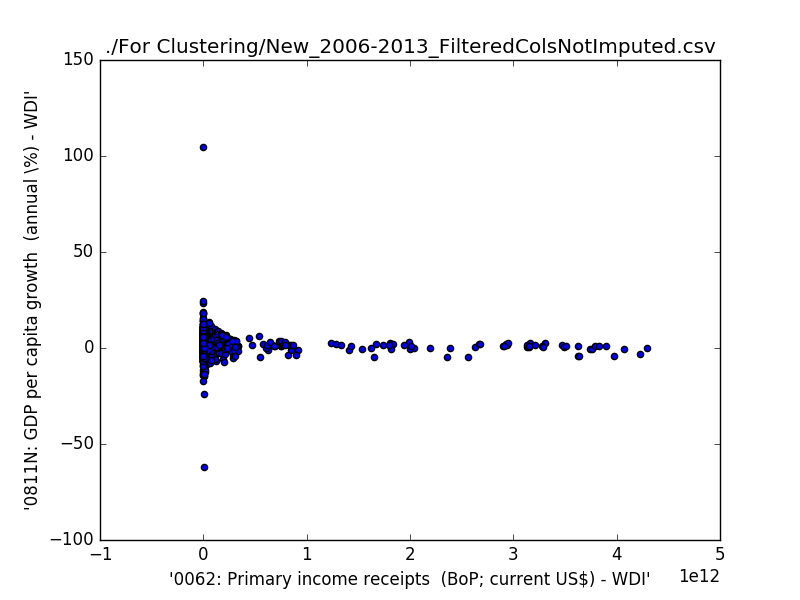 ./For Clustering/New_2006-2013_FilteredColsNotImputed.csv
150
100
50
0
−50
−100
'0811N: GDP per capita growth  (annual \%) - WDI'
−1 0 1 2 3 4 5
1e12
'0062: Primary income receipts  (BoP; current US$) - WDI'